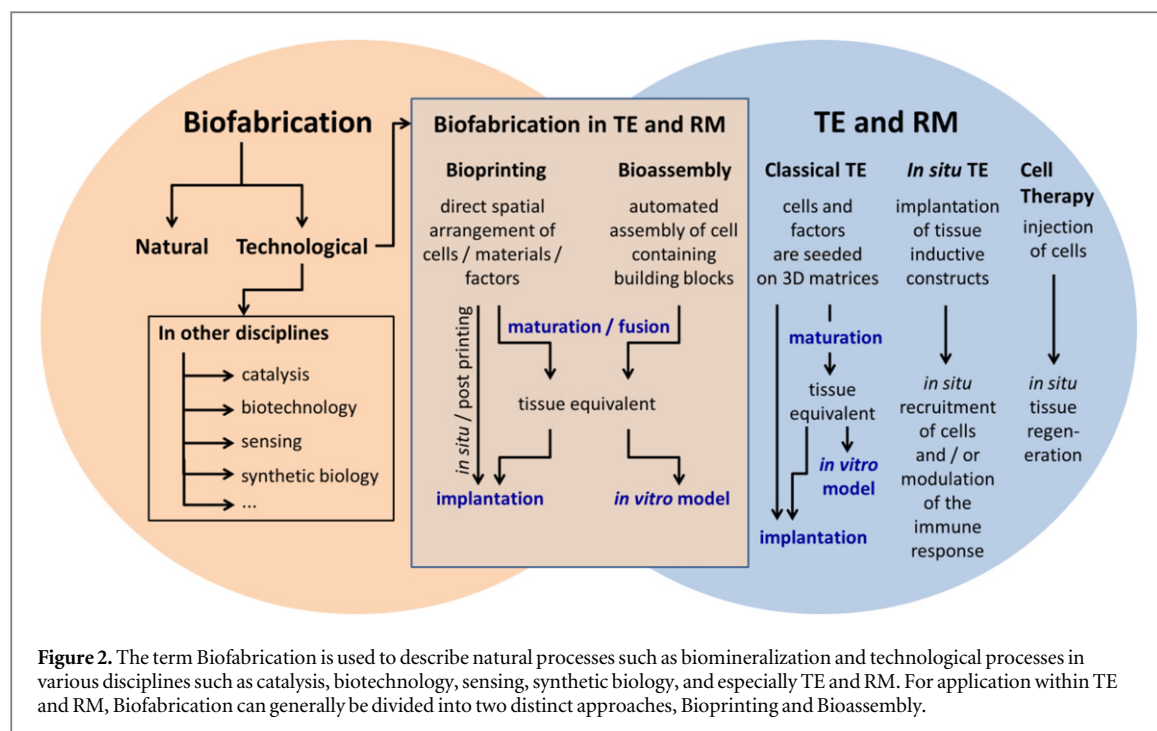 Biofabrication
Natural
Technological
In other disciplines
catalysis
biotechnology
sensing
synthetic biology
...
Biofabrication in TE and RM
Bioprinting
direct spatial
arrangement of
cells / materials /
factors
Bioassembly
automated
assembly of cell
containing
building blocks
maturation / fusion
in situ / post printing
tissue equivalent
implantation
in vitro model
TE and RM
Classical TE
cells and
factors
are seeded
on 3D matrices
maturation
tissue
equivalent
in vitro
model
implantation
In situ TE
implantation
of tissue
inductive
constructs
in situ
recruitment
of cells
and / or
modulation
of the
immune
response
Cell
Therapy
injection
of cells
in situ
tissue
regen-
eration
Figure 2. The term Biofabrication is used to describe natural processes such as biomineralization and technological processes in
various disciplines such as catalysis, biotechnology, sensing, synthetic biology, and especially TE and RM. For application within TE
and RM, Biofabrication can generally be divided into two distinct approaches, Bioprinting and Bioassembly.